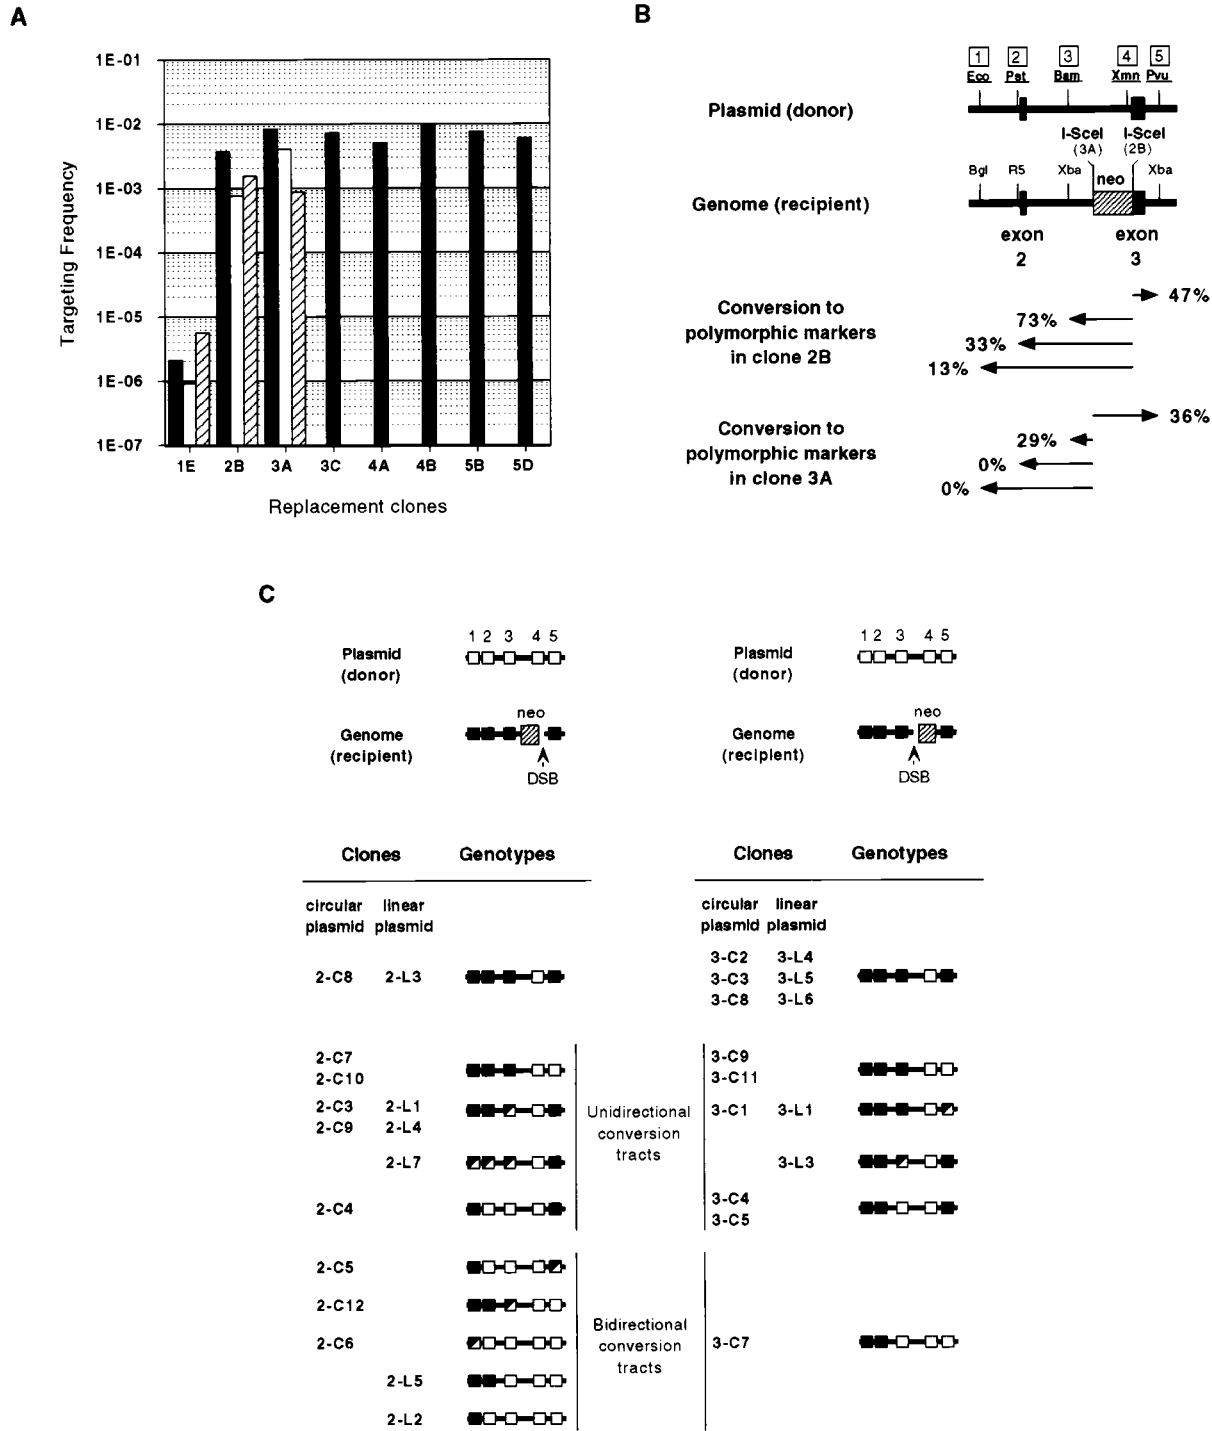 A
1E-01
1E-02
1E-03
1E-04
1E-05
1E-06
1E-07
Targeting Frequency
1E 2B 3A 3C 4A 4B 5B 5D
Replacement clones
B
1 2 3 4 5
Eco Pst Bam Xmn Pvu
Plasmid (donor)
I-SceI I-SceI
(3A) (2B)
Bgl R5 Xba neo Xba
Genome (recipient)
exon exon
2 3
Conversion to
polymorphic markers
in clone 2B
47%
73%
33%
13%
Conversion to
polymorphic markers
in clone 3A
36%
29%
0%
0%
C
1 2 3 4 5
Plasmid
(donor)
neo
Genome
(recipient)
DSB
Clones Genotypes
circular linear
plasmid plasmid
2-C8 2-L3
2-C7
2-C10
2-C3 2-L1
2-C9 2-L4
2-L7
2-C4
2-C5
2-C12
2-C6
2-L5
2-L2
Unidirectional
conversion
tracts
Bidirectional
conversion
tracts
1 2 3 4 5
Plasmid
(donor)
neo
Genome
(recipient)
DSB
Clones Genotypes
circular linear
plasmid plasmid
3-C2 3-L4
3-C3 3-L5
3-C8 3-L6
3-C9
3-C11
3-C1 3-L1
3-L3
3-C4
3-C5
3-C7